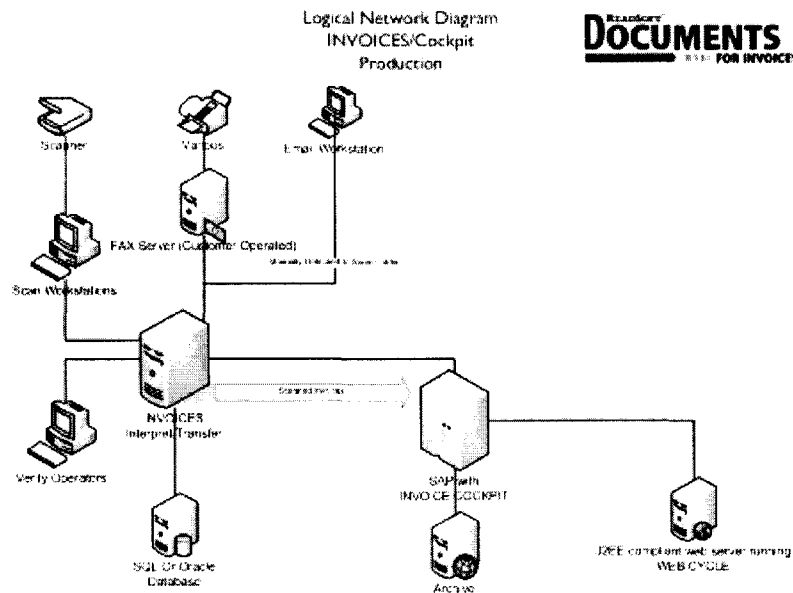 Logical Network Diagram
INVOICES/Cockpit
Production
READSOFT
DOCUMENTS
FOR INVOICES
Scanner
Various
Email Workstation
FAX Server (Customer Operated)
Scan Workstations
INVOICES
Interpret/Transfer
Verify Operators
SAP with
INVOICE COCKPIT
SQL Or Oracle
Database
Archive
J2EE compliant web server running
WEB CYCLE